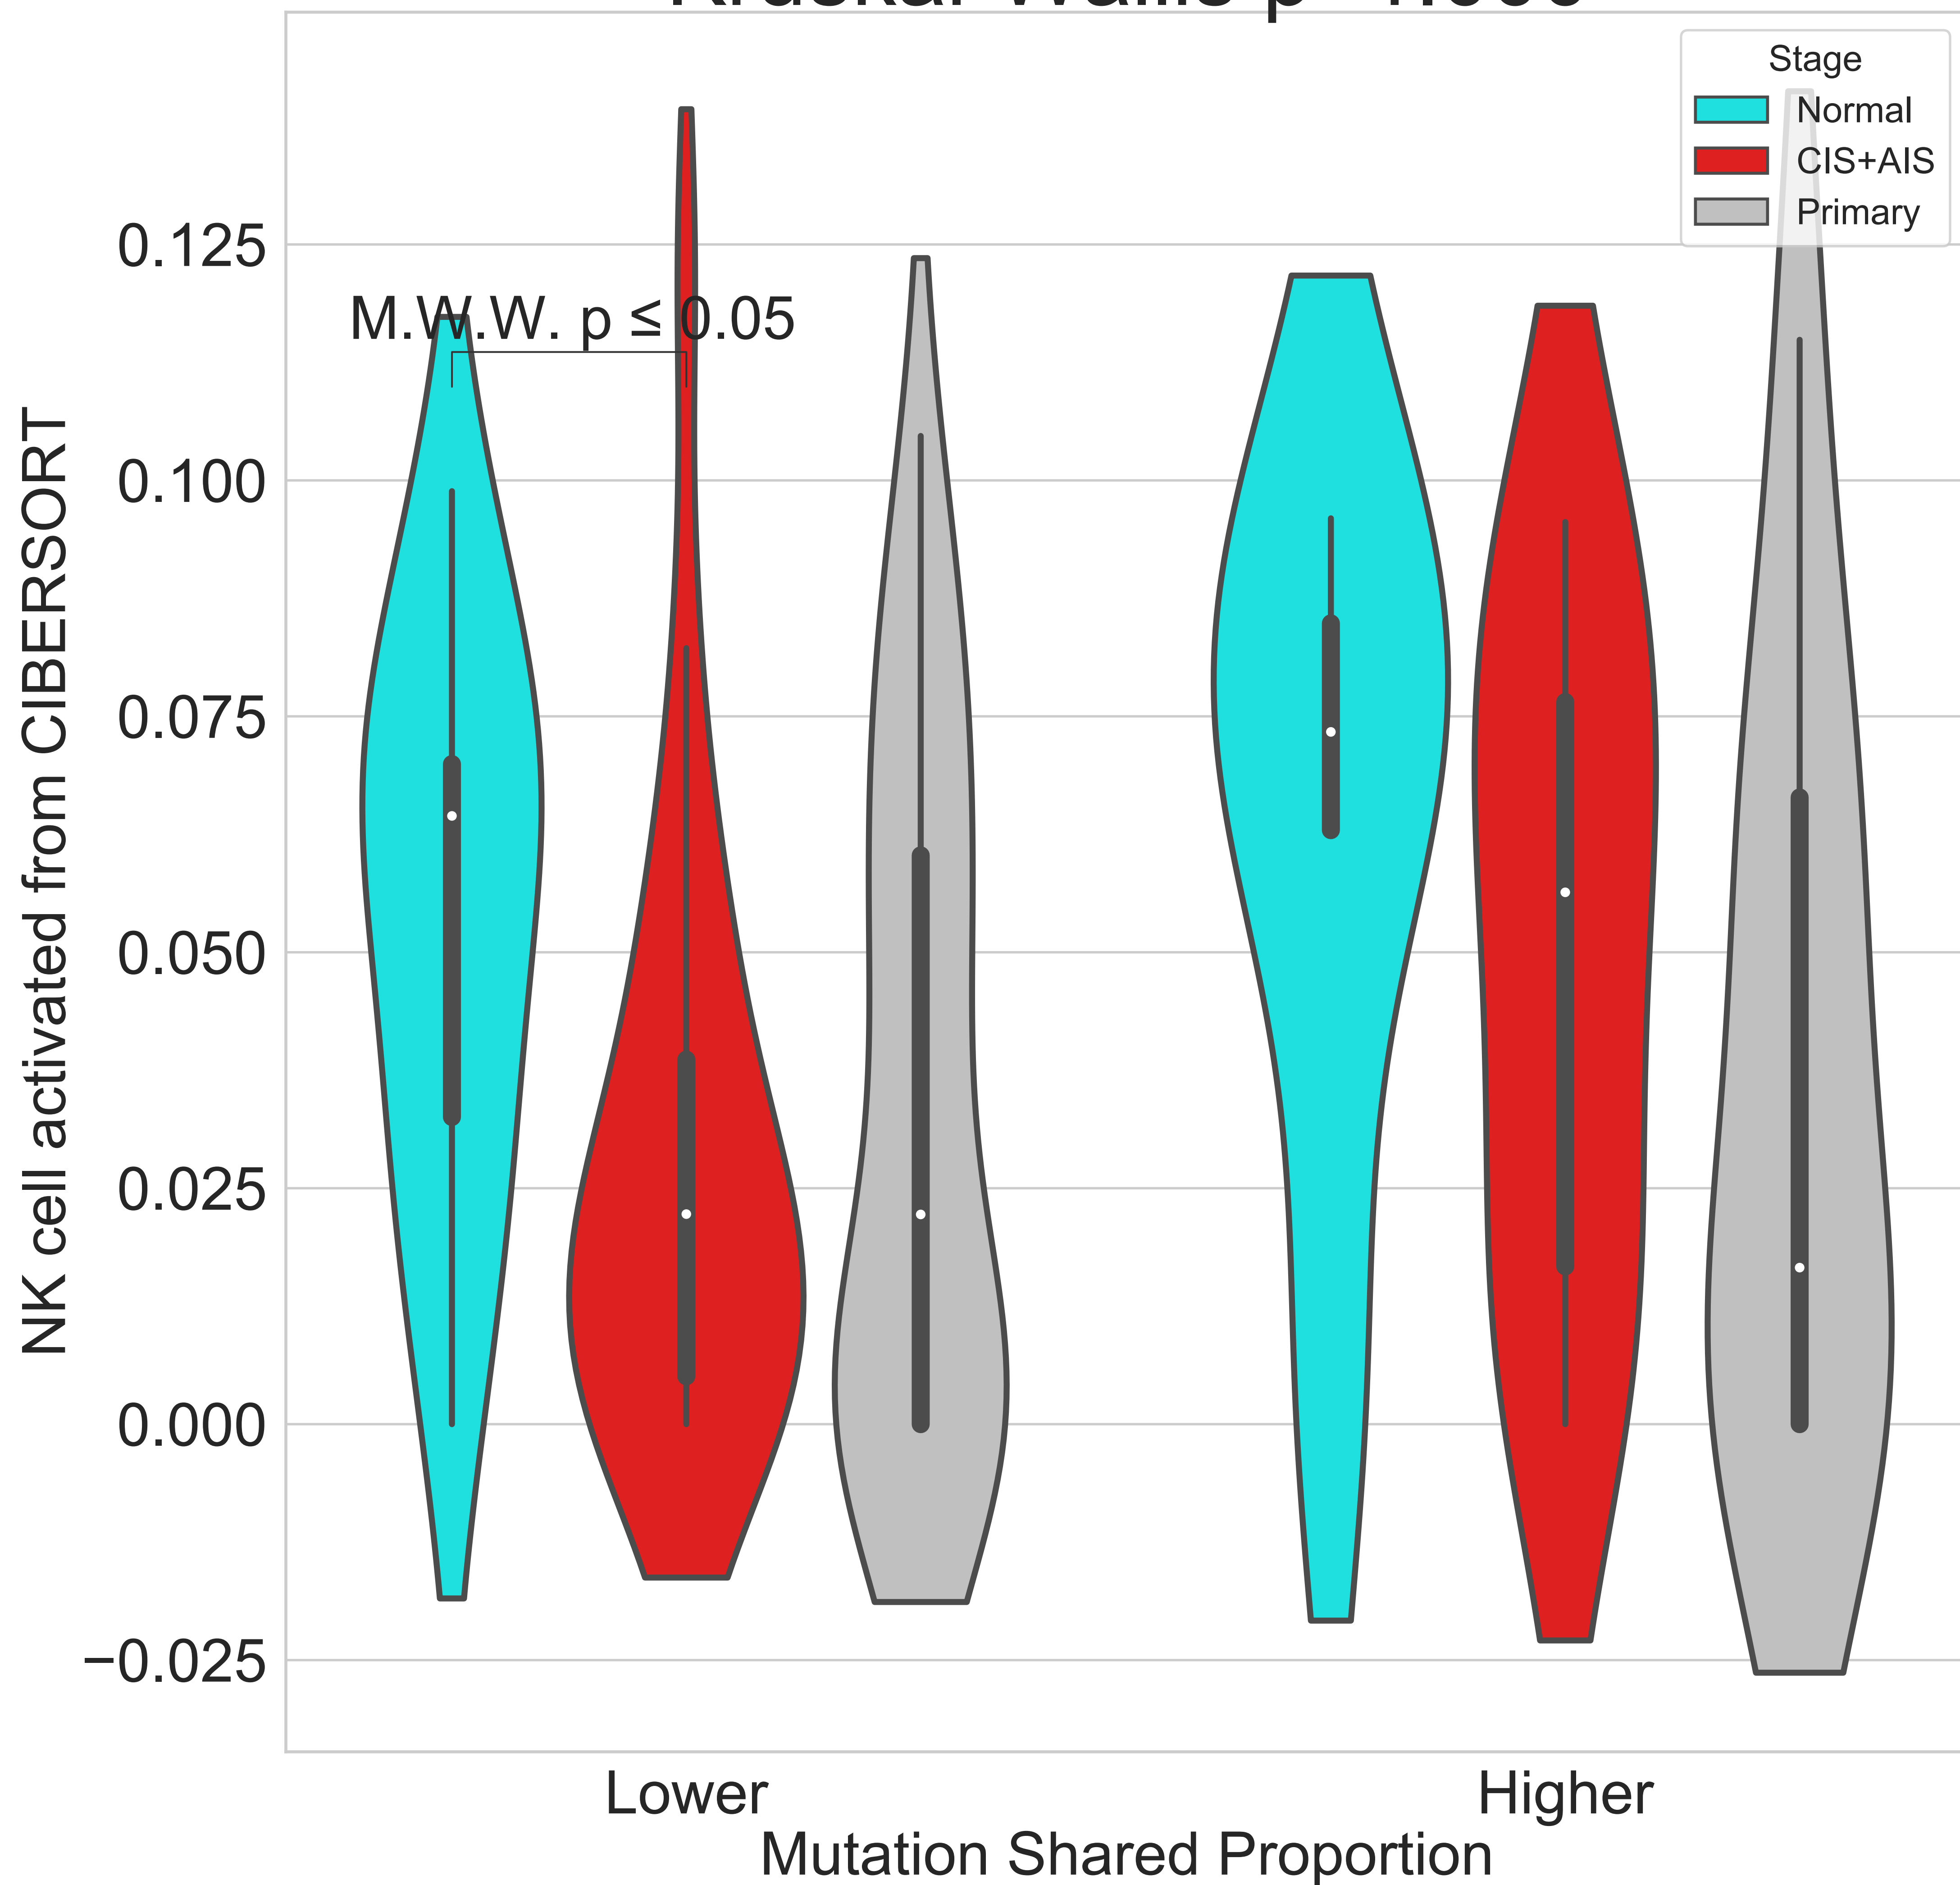 Stage
Normal
CIS+AIS
Primary
M.W.W. p ≤ 0.05
0.125
0.100
0.075
0.050
0.025
0.000
−0.025
NK cell activated from CIBERSORT
Lower
Higher
Mutation Shared Proportion